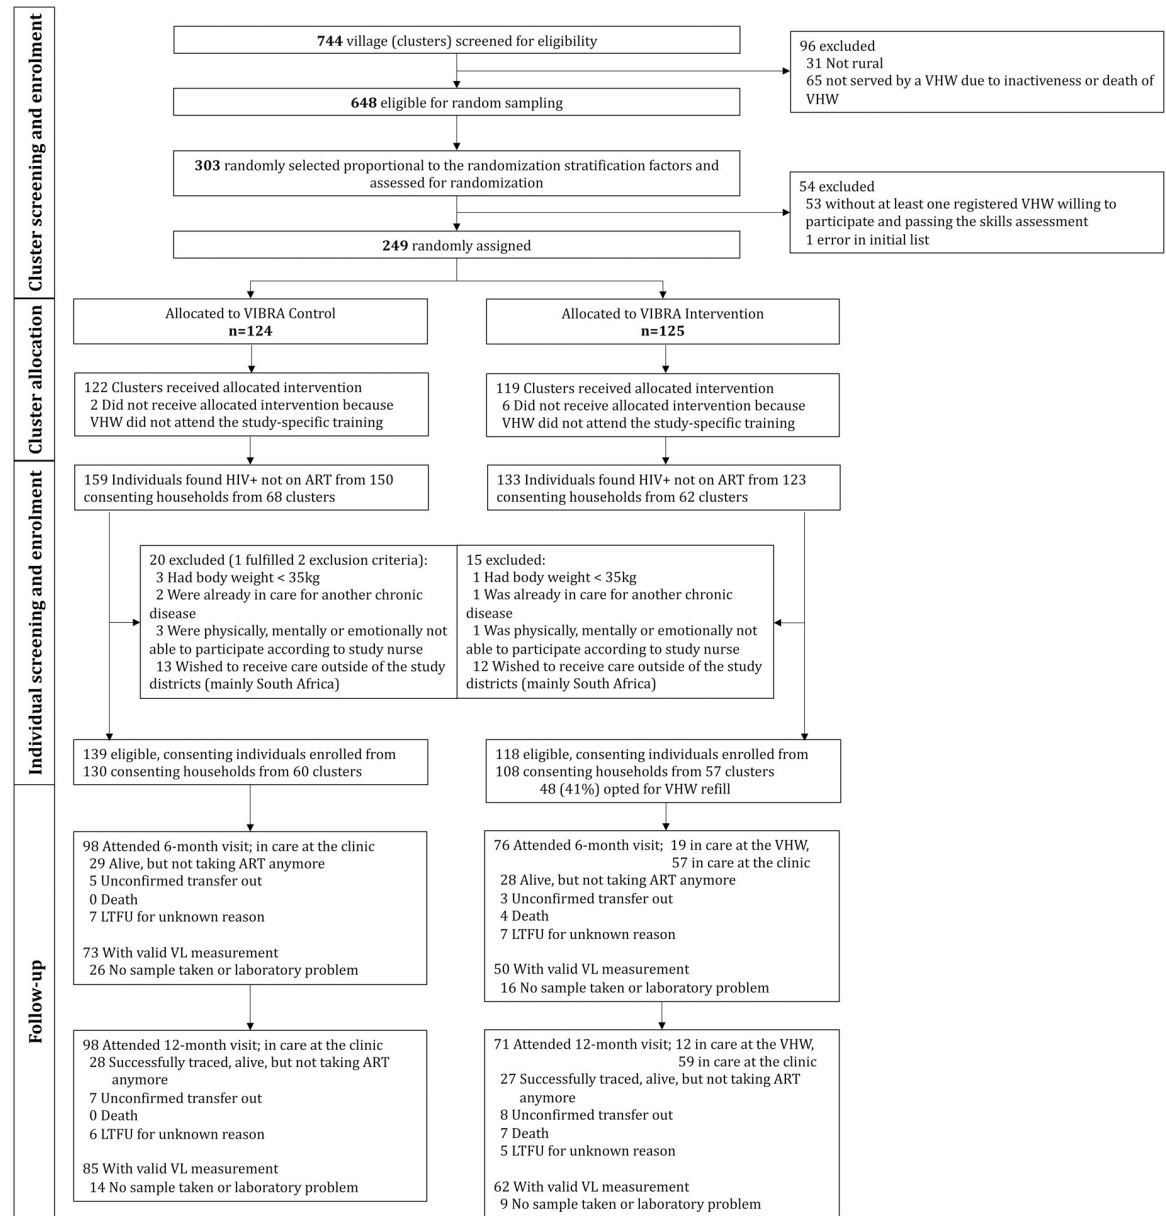 Cluster screening and enrolment
744 village (clusters) screened for eligibility
96 excluded
31 Not rural
65 not served by a VHW due to inactiveness or death of
VHW
648 eligible for random sampling
303 randomly selected proportional to the randomization stratification factors and
assessed for randomization
54 excluded
53 without at least one registered VHW willing to
participate and passing the skills assessment
1 error in initial list
249 randomly assigned
Cluster allocation
Allocated to VIBRA Control
n=124
Allocated to VIBRA Intervention
n=125
122 Clusters received allocated intervention
2 Did not receive allocated intervention because
VHW did not attend the study-specific training
119 Clusters received allocated intervention
6 Did not receive allocated intervention because
VHW did not attend the study-specific training
Individual screening and enrolment
159 Individuals found HIV+ not on ART from 150
consenting households from 68 clusters
133 Individuals found HIV+ not on ART from 123
consenting households from 62 clusters
20 excluded (1 fulfilled 2 exclusion criteria):
3 Had body weight < 35kg
2 Were already in care for another chronic
disease
3 Were physically, mentally or emotionally not
able to participate according to study nurse
13 Wished to receive care outside of the study
districts (mainly South Africa)
15 excluded:
1 Had body weight < 35kg
1 Was already in care for another chronic
disease
1 Was physically, mentally or emotionally not
able to participate according to study nurse
12 Wished to receive care outside of the study
districts (mainly South Africa)
139 eligible, consenting individuals enrolled from
130 consenting households from 60 clusters
118 eligible, consenting individuals enrolled from
108 consenting households from 57 clusters
48 (41%) opted for VHW refill
Follow-up
98 Attended 6-month visit; in care at the clinic
29 Alive, but not taking ART anymore
5 Unconfirmed transfer out
0 Death
7 LTFU for unknown reason
73 With valid VL measurement
26 No sample taken or laboratory problem
76 Attended 6-month visit; 19 in care at the VHW,
57 in care at the clinic
28 Alive, but not taking ART anymore
3 Unconfirmed transfer out
4 Death
7 LTFU for unknown reason
50 With valid VL measurement
16 No sample taken or laboratory problem
98 Attended 12-month visit; in care at the clinic
28 Successfully traced, alive, but not taking ART
anymore
7 Unconfirmed transfer out
0 Death
6 LTFU for unknown reason
85 With valid VL measurement
14 No sample taken or laboratory problem
71 Attended 12-month visit; 12 in care at the VHW,
59 in care at the clinic
27 Successfully traced, alive, but not taking ART
anymore
8 Unconfirmed transfer out
7 Death
5 LTFU for unknown reason
62 With valid VL measurement
9 No sample taken or laboratory problem